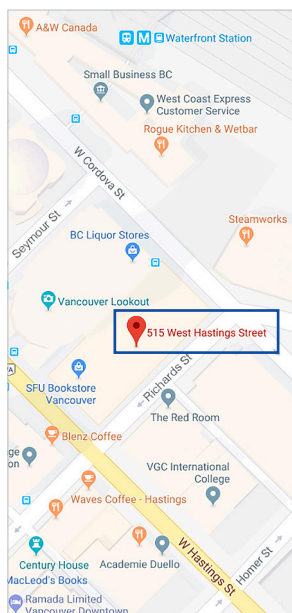 A&W Canada
Waterfront Station
Small Business BC
West Coast Express
Customer Service
Rogue Kitchen & Wetbar
W Cordova St
Seymour St
Steamworks
BC Liquor Stores
Vancouver Lookout
515 West Hastings Street
Richards St
SFU Bookstore
Vancouver
The Red Room
Blenz Coffee
VGC International
College
Waves Coffee - Hastings
W Hastings St
Homer St
Century House
Academie Duello
MacLeod's Books
Ramada Limited
Vancouver Downtown